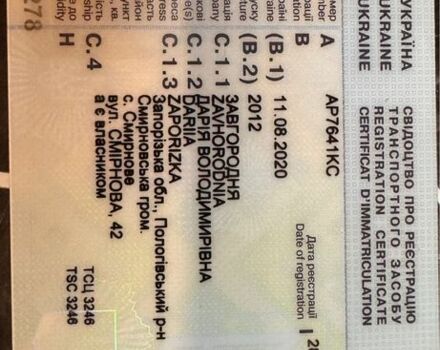 УКРАЇНА
UKRAINE
UKRAINE
СВІДОЦТВО ПРО РЕЄСТРАЦІЮ
ТРАНСПОРТНОГО ЗАСОБУ
REGISTRATION CERTIFICATE
CERTIFICAT D'IMMATRICULATION
A AP7641KC
Дата реєстрації
Date of registration
B
(B.1) 11.08.2020
(B.2) 2012
C.1.1 ЗАВГОРОДНЯ
ZAVHORODNIA
C.1.2 ДАРІЯ ВОЛОДИМИРІВНА
DARIIA
C.1.3 ZAPORIZKA
Запорізька обл., Пологівський р-н
Смирновська гром.
с. Смирнове
вул. СМІРНОВА, 42
C.4 а є власником
H
ТСЦ 3246
TSC 3246
278